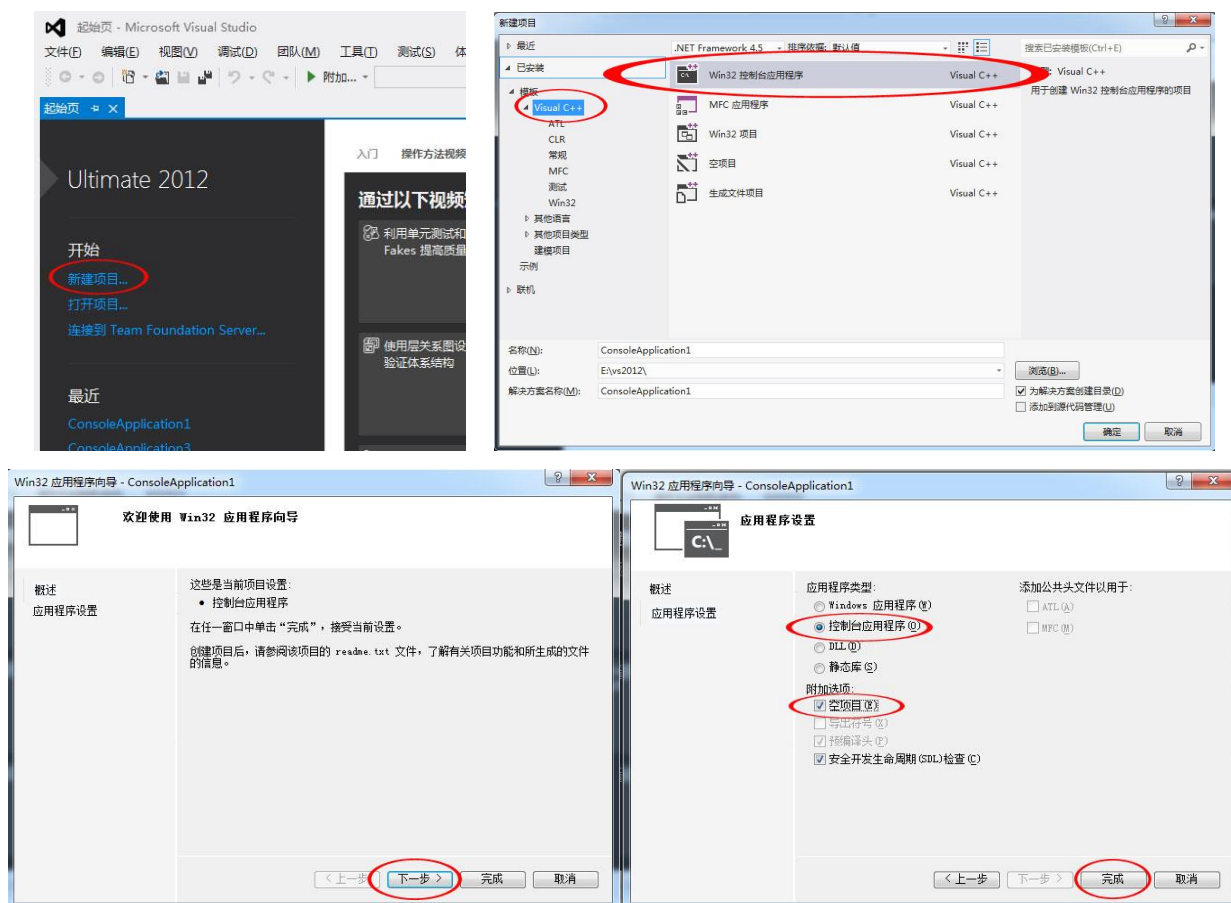 起始页 - Microsoft Visual Studio
文件(F) 编辑(E) 视图(V) 调试(D) 团队(M) 工具(T) 测试(S) 体
附加...
起始页
Ultimate 2012
开始
新建项目...
打开项目...
连接到 Team Foundation Server...
最近
ConsoleApplication1
ConsoleApplication3
入门 操作方法视频
通过以下视频
利用单元测试和
Fakes 提高质量
使用层关系图设
验证体系结构
新建项目
最近
.NET Framework 4.5 排序依据: 默认值
搜索已安装模板(Ctrl+E)
已安装
模板
Visual C++
ATL
CLR
常规
MFC
测试
Win32
其他语言
其他项目类型
建模项目
示例
联机
Win32 控制台应用程序 Visual C++
MFC 应用程序 Visual C++
Win32 项目 Visual C++
空项目 Visual C++
生成文件项目 Visual C++
: Visual C++
用于创建 Win32 控制台应用程序的项目
名称(N): ConsoleApplication1
位置(L): E:\vs2012\
浏览(B)...
解决方案名称(M): ConsoleApplication1
为解决方案创建目录(D)
添加到源代码管理(U)
确定 取消
Win32 应用程序向导 - ConsoleApplication1
欢迎使用 Win32 应用程序向导
概述
应用程序设置
这些是当前项目设置:
• 控制台应用程序
在任一窗口中单击“完成”，接受当前设置。
创建项目后，请参阅该项目的 readme.txt 文件，了解有关项目功能和所生成的文件
的信息。
< 上一步 下一步 > 完成 取消
Win32 应用程序向导 - ConsoleApplication1
C:\_
应用程序设置
概述
应用程序设置
应用程序类型:
Windows 应用程序(W)
控制台应用程序(O)
DLL(D)
静态库(S)
附加选项:
空项目(E)
导出符号(X)
预编译头(P)
安全开发生命周期(SDL)检查(C)
添加公共头文件以用于:
ATL(A)
MFC(M)
< 上一步 下一步 > 完成 取消